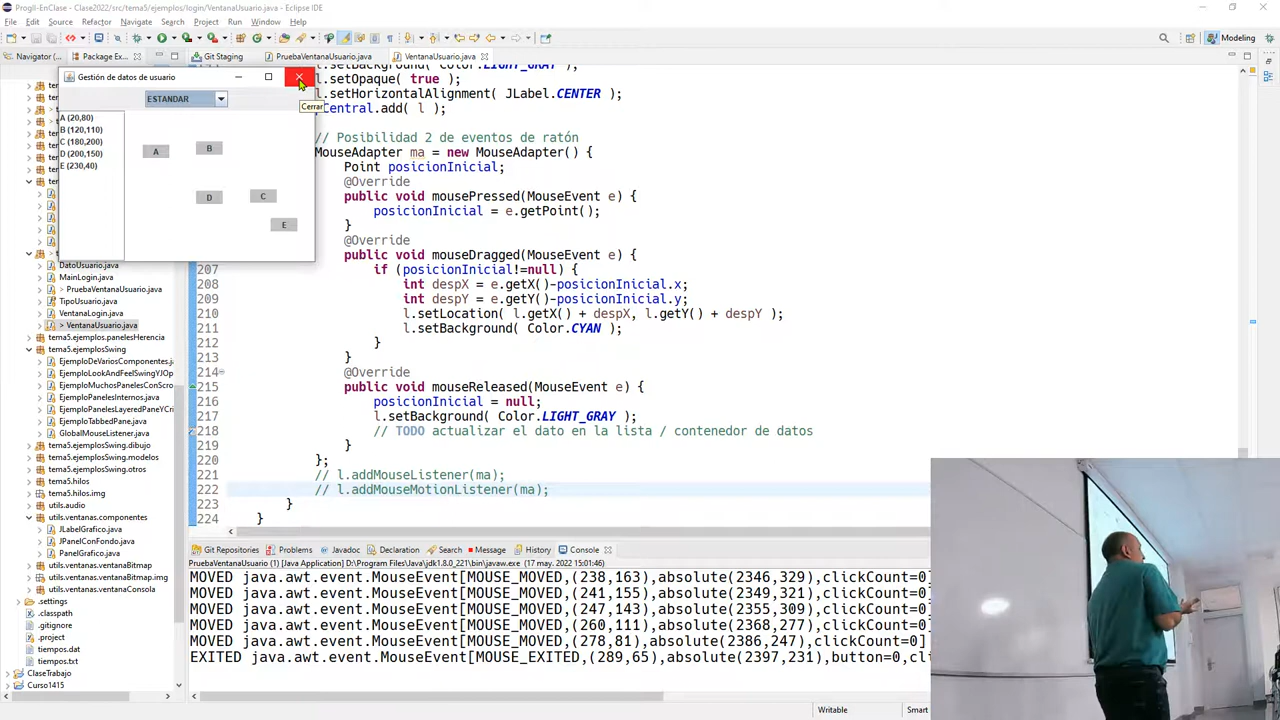 ProgII-EnClase - Clase2022/src/tema5/ejemplos/login/VentanaUsuario.java - Eclipse IDE
File Edit Source Refactor Navigate Search Project Run Window Help
Modeling
Navigator (...
Package Exp...
Git Staging
PruebaVentanaUsuario.java
VentanaUsuario.java
Gestión de datos de usuario
Cerrar
ESTANDAR
A (20,80)
B (120,110)
C (180,200)
D (200,150)
E (230,40)
A
B
D
C
E
DatoUsuario.java
MainLogin.java
> PruebaVentanaUsuario.java
TipoUsuario.java
VentanaLogin.java
> VentanaUsuario.java
tema5.ejemplos.panelesHerencia
tema5.ejemplosSwing
EjemploDeVariosComponentes.ja
EjemploLookAndFeelSwingYJOp
EjemploMuchosPanelesConScro
EjemploPanelesInternos.java
EjemploPanelesLayeredPaneYCri
EjemploTabbedPane.java
GlobalMouseListener.java
tema5.ejemplosSwing.dibujo
tema5.ejemplosSwing.modelos
tema5.ejemplosSwing.otros
tema5.hilos
tema5.hilos.img
utils.ventanas
utils.ventanas.componentes
JLabelGrafico.java
JPanelConFondo.java
PanelGrafico.java
utils.ventanas.ventanaBitmap
utils.ventanas.ventanaBitmap.img
utils.ventanas.ventanaConsola
.settings
.classpath
.gitignore
.project
tiempos.dat
tiempos.txt
ClaseTrabajo
Curso1415
l.setBackground( Color.LIGHT_GRAY );
l.setOpaque( true );
l.setHorizontalAlignment( JLabel.CENTER );
Central.add( l );
// Posibilidad 2 de eventos de ratón
MouseAdapter ma = new MouseAdapter() {
Point posicionInicial;
@Override
public void mousePressed(MouseEvent e) {
posicionInicial = e.getPoint();
}
@Override
public void mouseDragged(MouseEvent e) {
207 if (posicionInicial!=null) {
208 int despX = e.getX()-posicionInicial.x;
209 int despY = e.getY()-posicionInicial.y;
210 l.setLocation( l.getX() + despX, l.getY() + despY );
211 l.setBackground( Color.CYAN );
212 }
213 }
214 @Override
215 public void mouseReleased(MouseEvent e) {
216 posicionInicial = null;
217 l.setBackground( Color.LIGHT_GRAY );
218 // TODO actualizar el dato en la lista / contenedor de datos
219 }
220 };
221 // l.addMouseListener(ma);
222 // l.addMouseMotionListener(ma);
223 }
224 }
Git Repositories Problems Javadoc Declaration Search Message History Console
PruebaVentanaUsuario (1) [Java Application] D:\Program Files\Java\jdk1.8.0_221\bin\javaw.exe (17 may. 2022 15:01:46)
MOVED java.awt.event.MouseEvent[MOUSE_MOVED,(238,163),absolute(2346,329),clickCount=0]
MOVED java.awt.event.MouseEvent[MOUSE_MOVED,(241,155),absolute(2349,321),clickCount=0]
MOVED java.awt.event.MouseEvent[MOUSE_MOVED,(247,143),absolute(2355,309),clickCount=0]
MOVED java.awt.event.MouseEvent[MOUSE_MOVED,(260,111),absolute(2368,277),clickCount=0]
MOVED java.awt.event.MouseEvent[MOUSE_MOVED,(278,81),absolute(2386,247),clickCount=0]
EXITED java.awt.event.MouseEvent[MOUSE_EXITED,(289,65),absolute(2397,231),button=0,cli
Writable
Smart